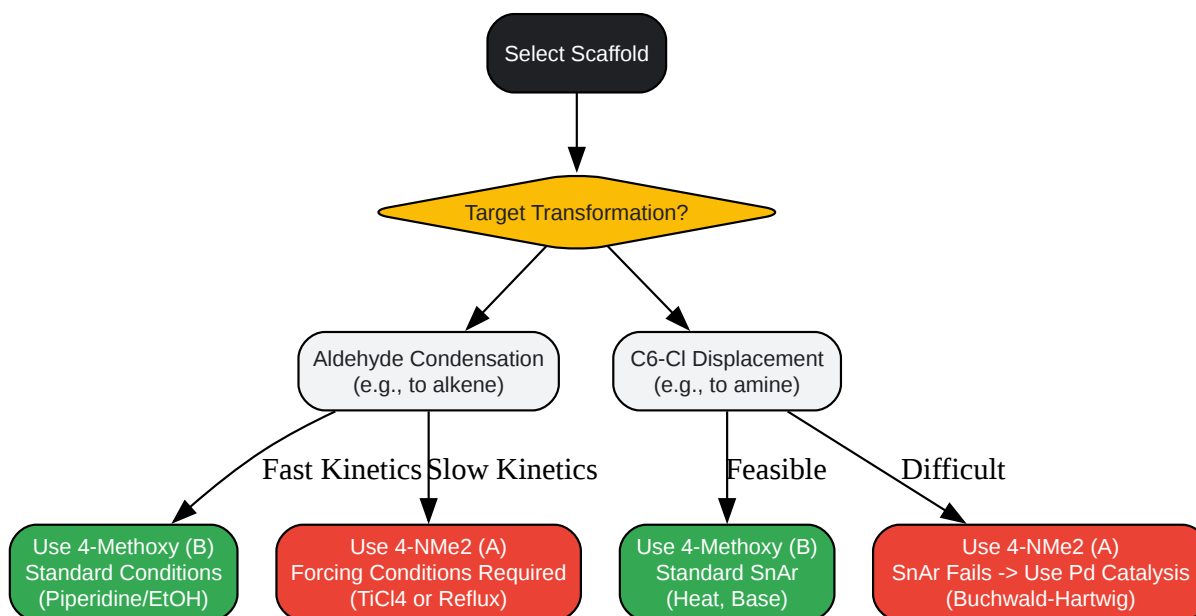 Select Scaffold
Target Transformation?
Aldehyde Condensation
(e.g., to alkene)
C6-Cl Displacement
(e.g., to amine)
Fast Kinetics
Slow Kinetics
Feasible
Difficult
Use 4-Methoxy (B)
Standard Conditions
(Piperidine/EtOH)
Use 4-NMe2 (A)
Forcing Conditions Required
(TiCl4 or Reflux)
Use 4-Methoxy (B)
Standard SnAr
(Heat, Base)
Use 4-NMe2 (A)
SnAr Fails -> Use Pd Catalysis
(Buchwald-Hartwig)